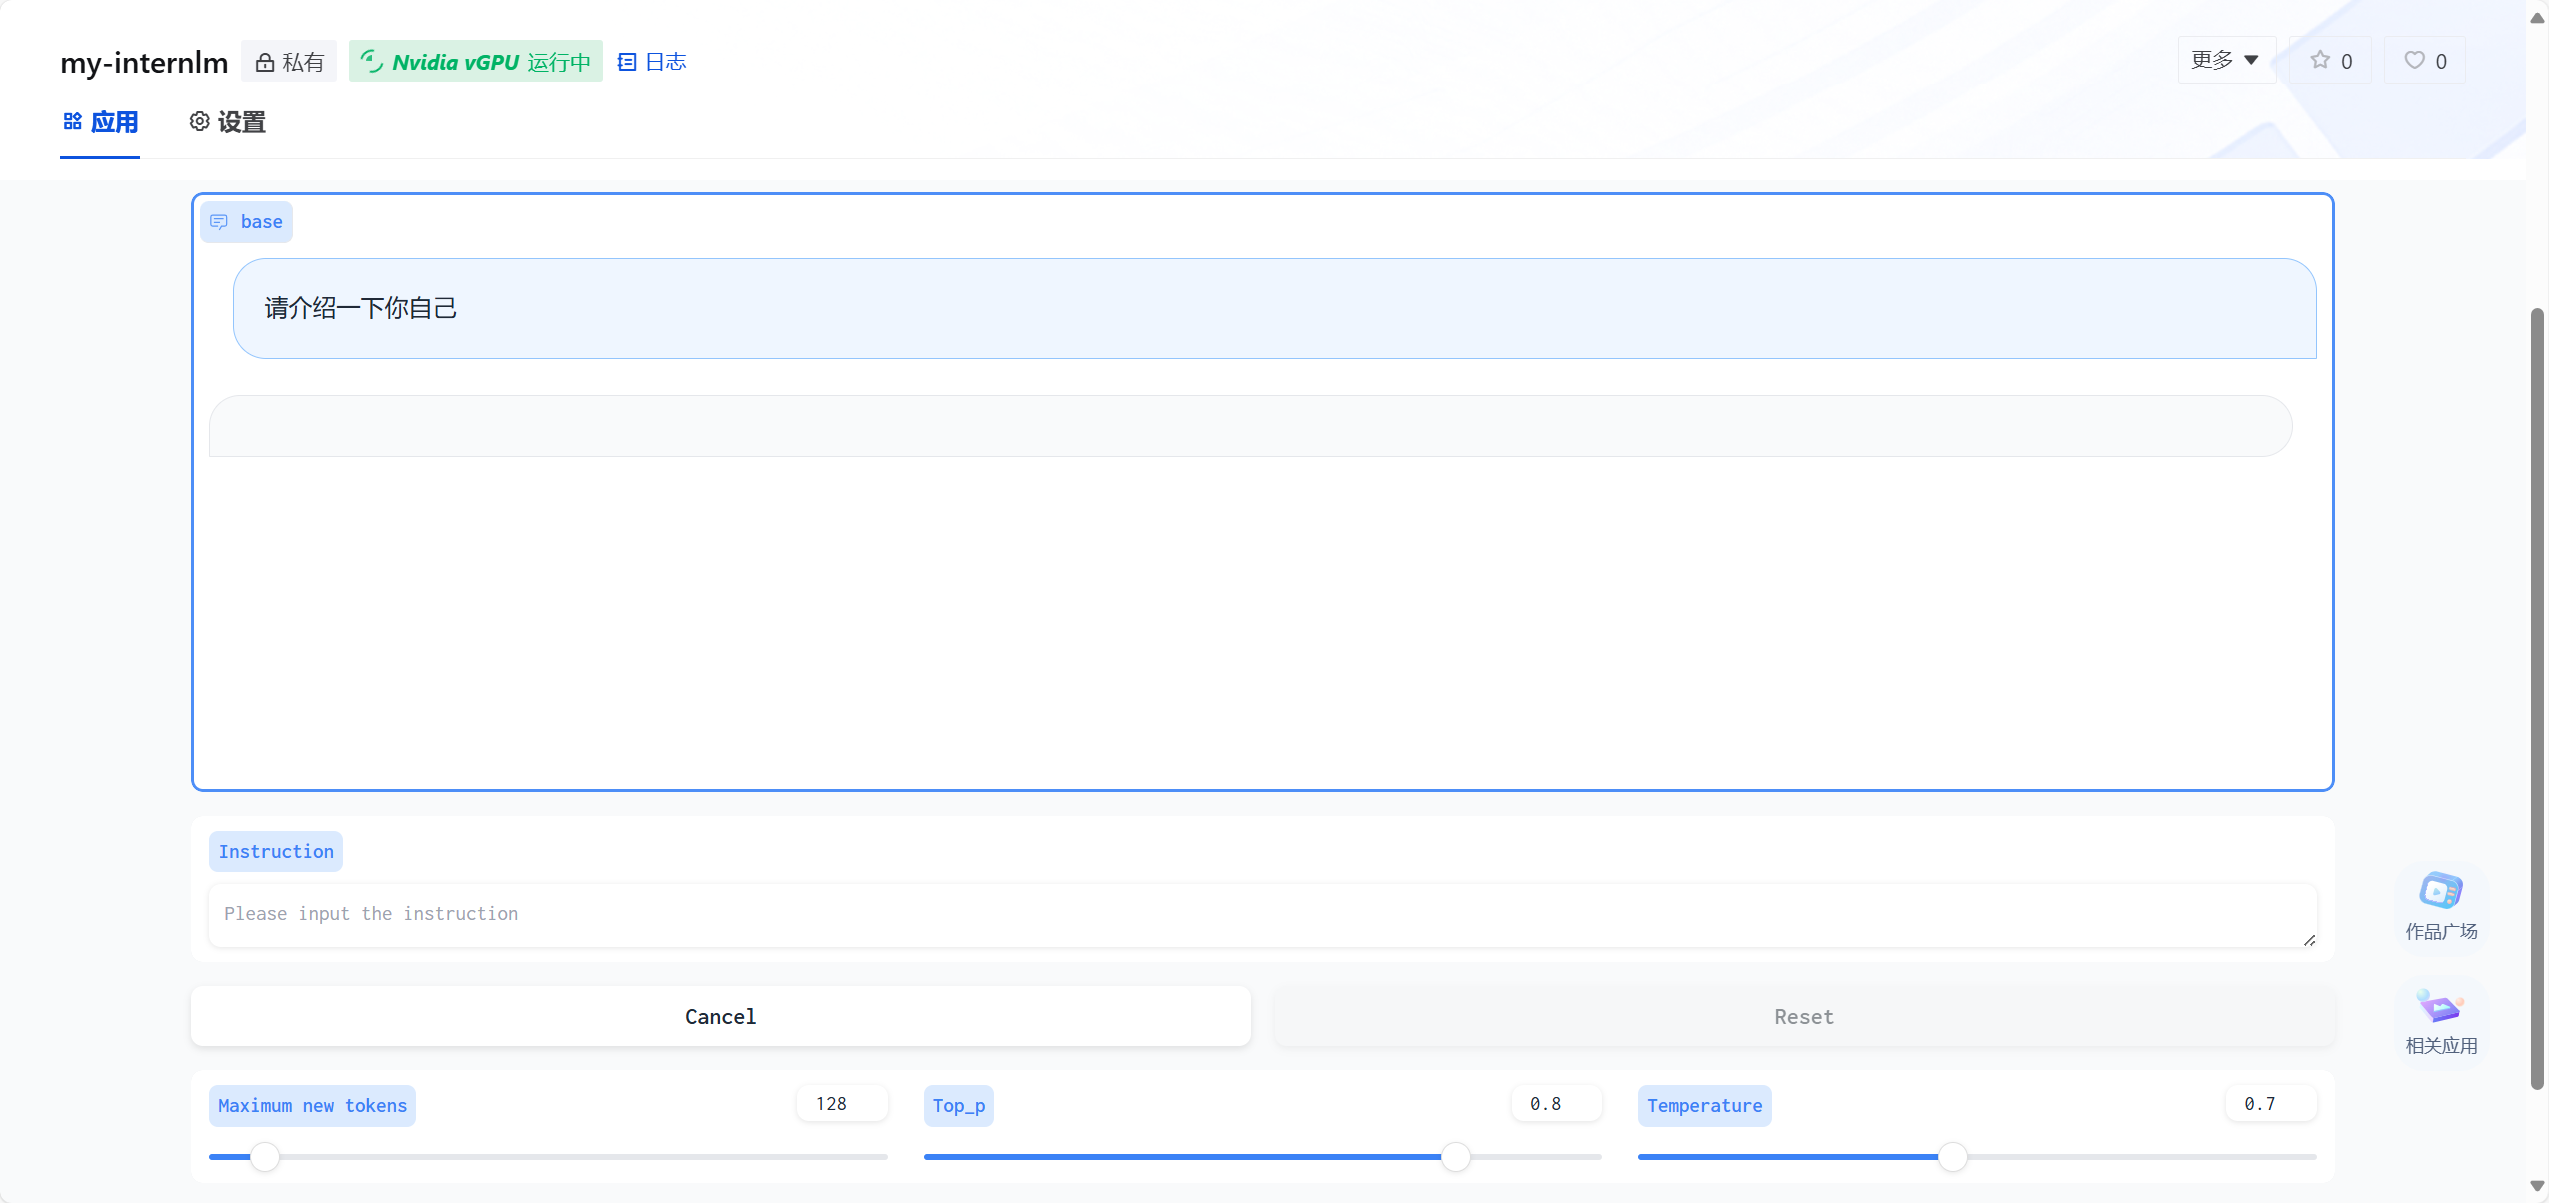 my-internlm 私有 Nvidia vGPU 运行中 日志 更多 0 0
应用 设置
base
请介绍一下你自己
Instruction
Please input the instruction
作品广场
Cancel Reset
相关应用
Maximum new tokens 128 Top_p 0.8 Temperature 0.7